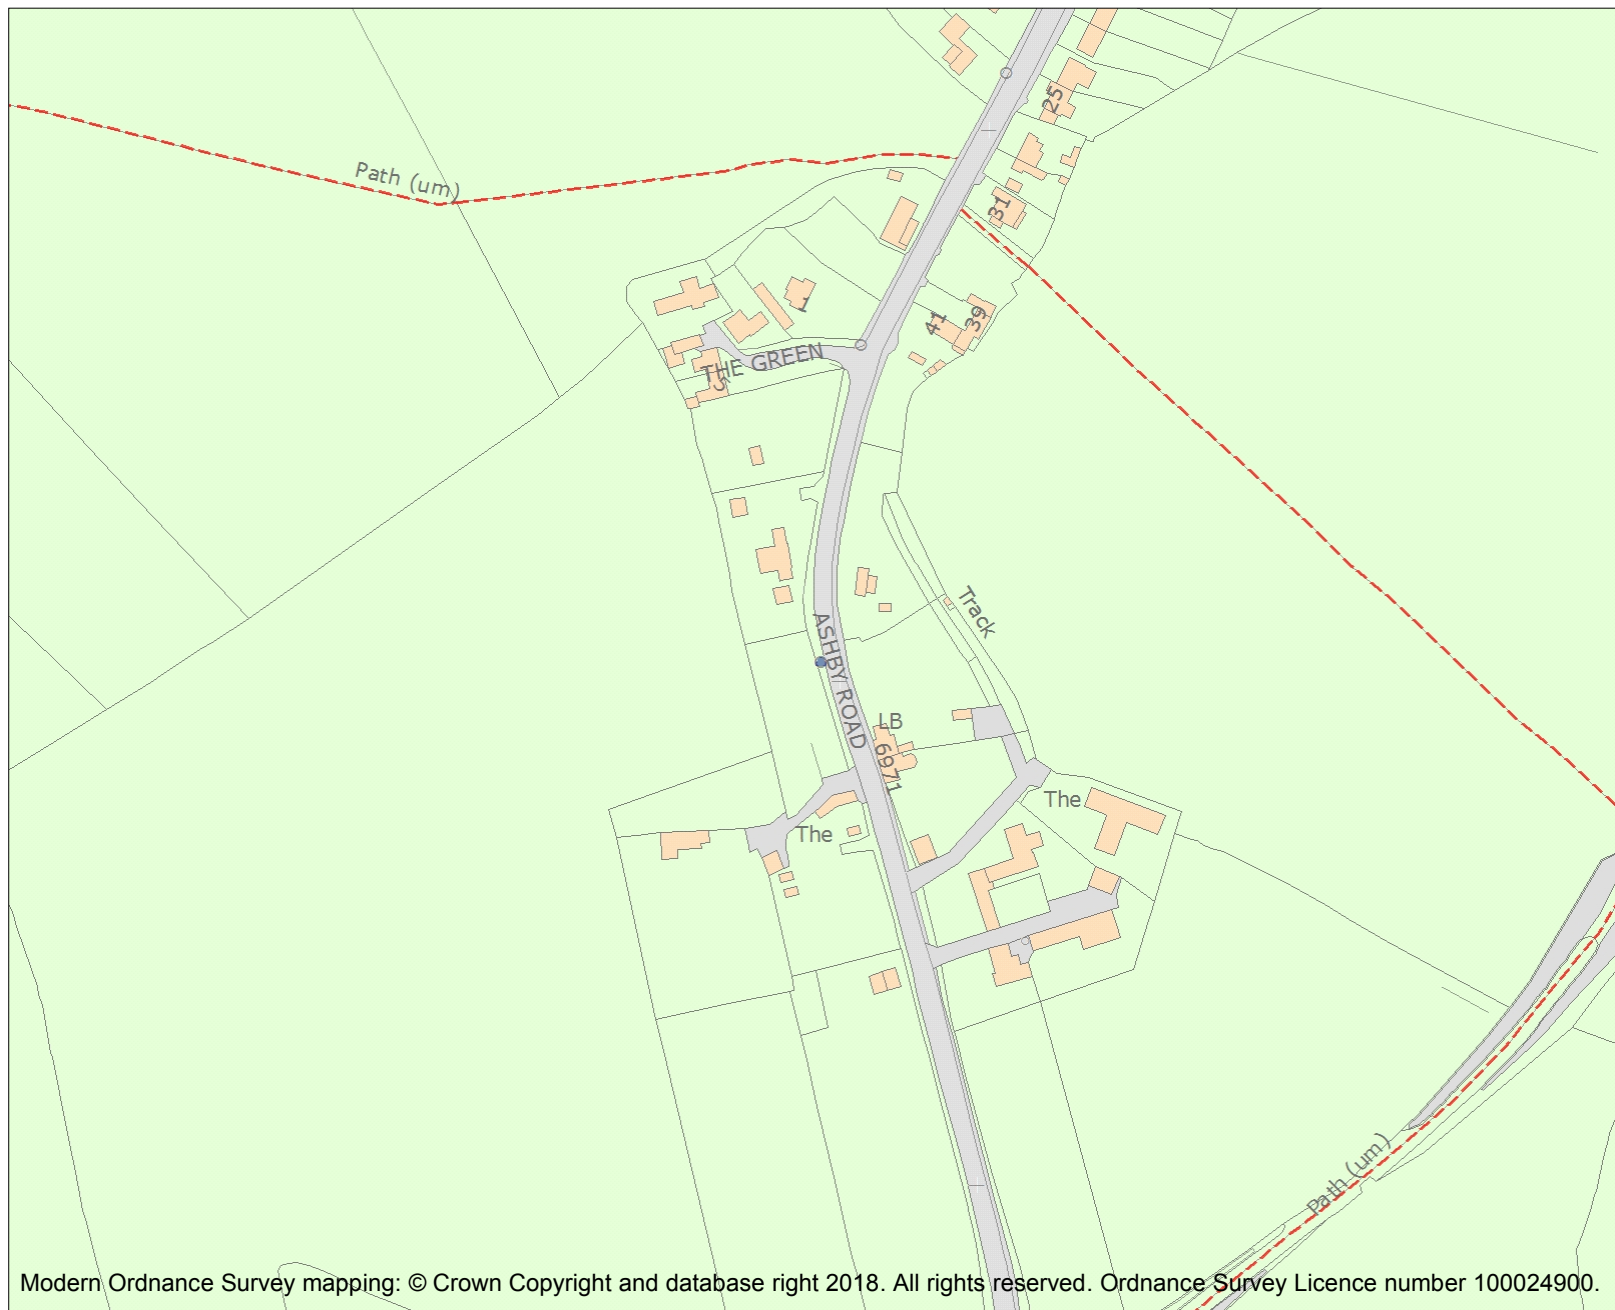 25
Path (um)
31
1
39
41
THE GREEN
5
Track
ASHBY ROAD
LB
6971
The
The
Path (um)
Modern Ordnance Survey mapping: © Crown Copyright and database right 2018. All rights reserved. Ordnance Survey Licence number 100024900.